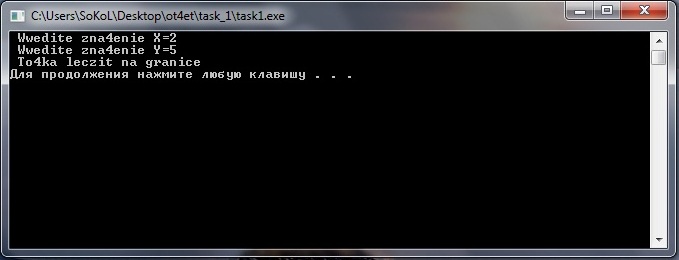 C:\Users\SoKoL\Desktop\ot4et\task_1\task1.exe
Wwedite zna4enie X=2
Wwedite zna4enie Y=5
To4ka leczit na granice
Для продолжения нажмите любую клавишу . . .